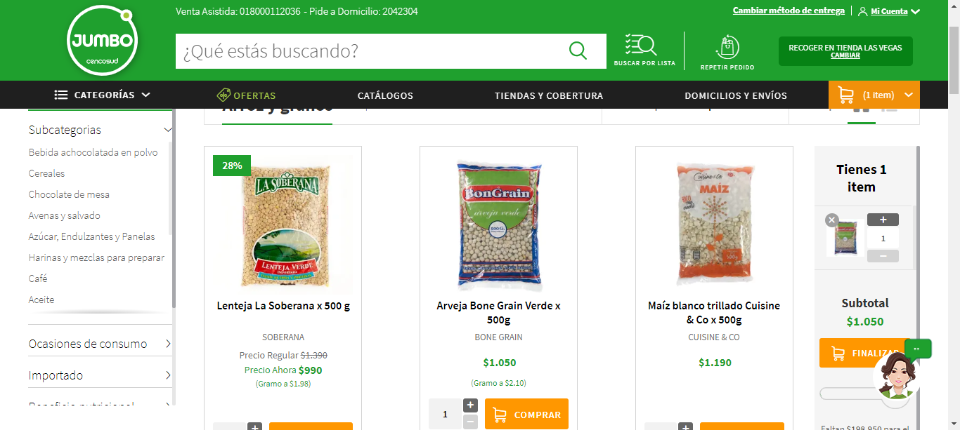 Venta Asistida: 018000112036 - Pide a Domicilio: 2042304
Cambiar método de entrega
Mi Cuenta
JUMBO
cencosud
¿Qué estás buscando?
BUSCAR POR LISTA
REPETIR PEDIDO
RECOGER EN TIENDA LAS VEGAS
CAMBIAR
CATEGORÍAS
OFERTAS
CATÁLOGOS
TIENDAS Y COBERTURA
DOMICILIOS Y ENVÍOS
(1 item)
Arroz y granos
Subcategorias
Bebida achocolatada en polvo
Cereales
Chocolate de mesa
Avenas y salvado
Azúcar, Endulzantes y Panelas
Harinas y mezclas para preparar
Café
Aceite
Ocasiones de consumo
Importado
Beneficio nutricional
28%
LA SOBERANA
LENTEJA VERDE
Lenteja La Soberana x 500 g
SOBERANA
Precio Regular $1.390
Precio Ahora $990
(Gramo a $1.98)
BonGrain
arveja verde
Arveja Bone Grain Verde x
500g
BONE GRAIN
$1.050
(Gramo a $2.10)
1
+
COMPRAR
MAÍZ
Maíz blanco trillado Cuisine
& Co x 500g
CUISINE & CO
$1.190
Tienes 1
item
+
1
Subtotal
$1.050
FINALIZAR
Faltan $198.950 para el